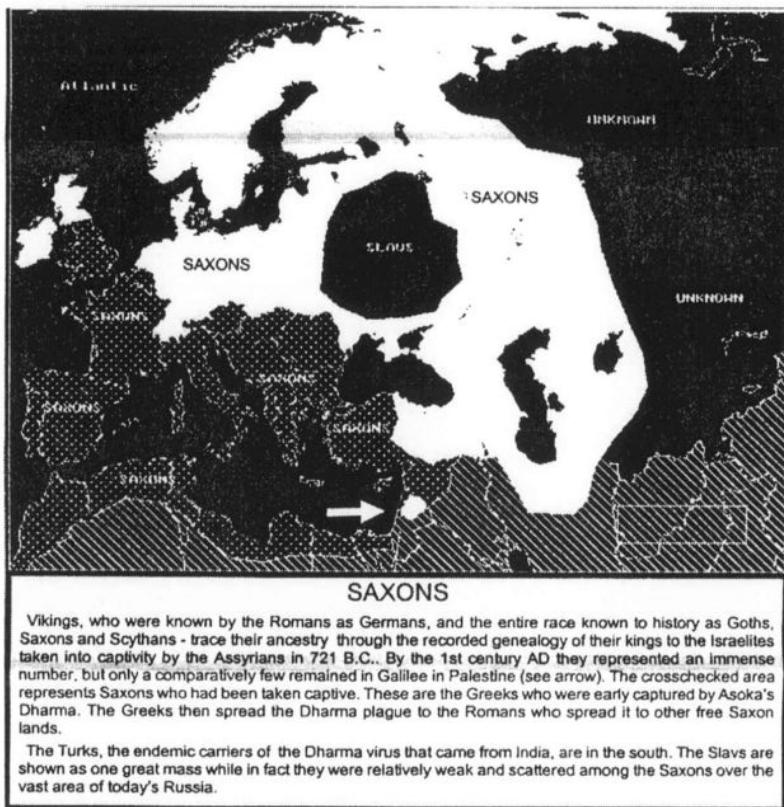 Atlantic
UNKNOWN
SAXONS
SLAVS
SAXONS
UNKNOWN
SAXONS
SAXONS
SAXONS
SAXONS
SAXONS
SAXONS
Vikings, who were known by the Romans as Germans, and the entire race known to history as Goths,
Saxons and Scythans - trace their ancestry through the recorded genealogy of their kings to the Israelites
taken into captivity by the Assyrians in 721 B.C.. By the 1st century AD they represented an immense
number, but only a comparatively few remained in Galilee in Palestine (see arrow). The crosschecked area
represents Saxons who had been taken captive. These are the Greeks who were early captured by Asoka's
Dharma. The Greeks then spread the Dharma plague to the Romans who spread it to other free Saxon
lands.
The Turks, the endemic carriers of the Dharma virus that came from India, are in the south. The Slavs are
shown as one great mass while in fact they were relatively weak and scattered among the Saxons over the
vast area of today's Russia.